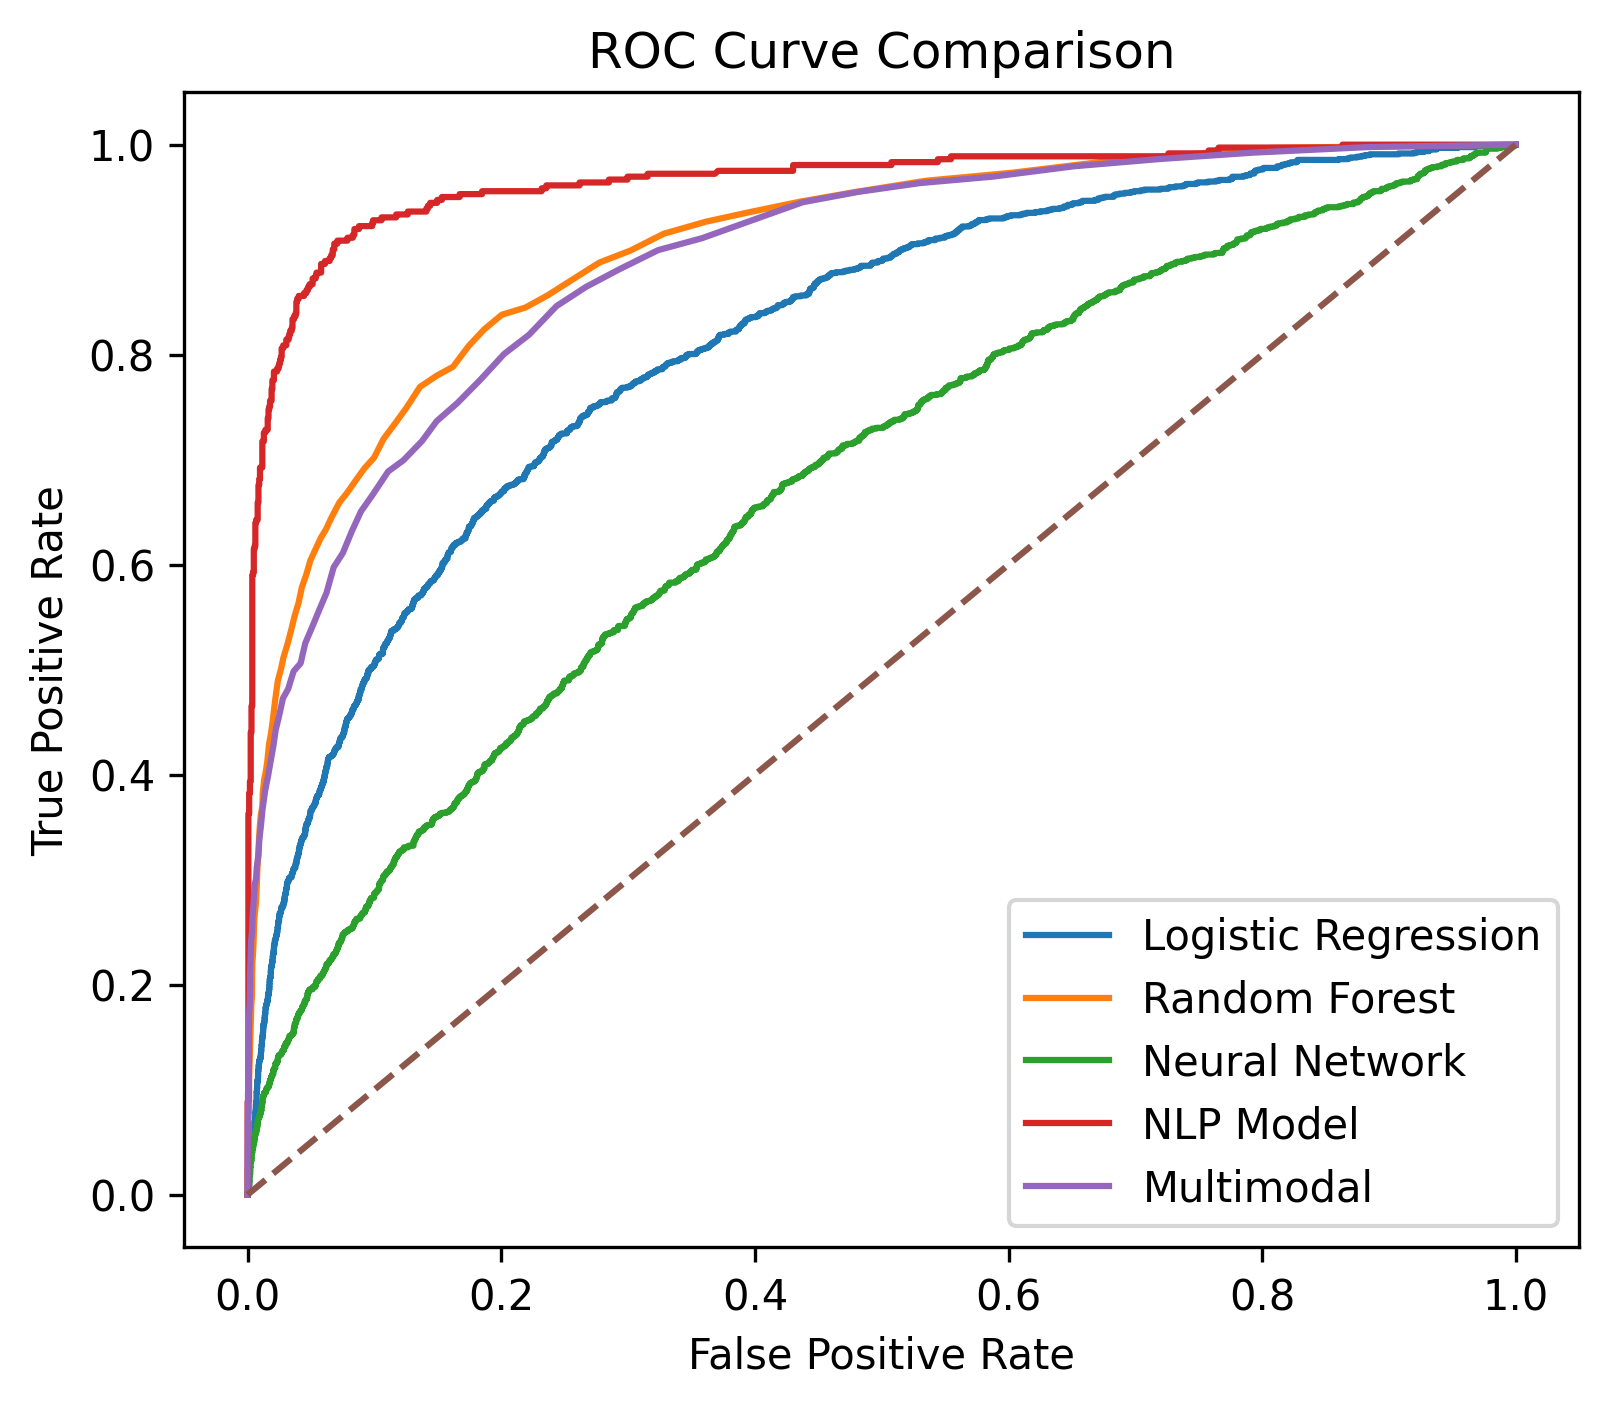 ROC Curve Comparison
True Positive Rate
1.0
0.8
0.6
0.4
0.2
0.0
Logistic Regression
Random Forest
Neural Network
NLP Model
Multimodal
0.0 0.2 0.4 0.6 0.8 1.0
False Positive Rate